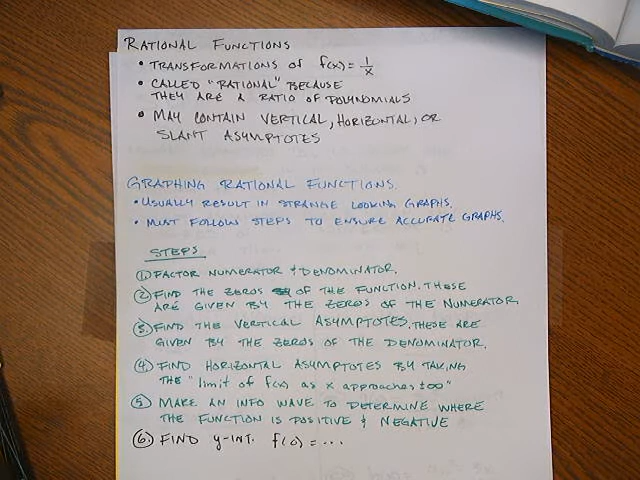 RATIONAL FUNCTIONS
• TRANSFORMATIONS OF f(x) = 1/x
• CALLED "RATIONAL" BECAUSE
THEY ARE A RATIO OF POLYNOMIALS
• MAY CONTAIN VERTICAL, HORIZONTAL, OR
SLANT ASYMPTOTES
GRAPHING RATIONAL FUNCTIONS.
• USUALLY RESULT IN STRANGE LOOKING GRAPHS.
• MUST FOLLOW STEPS TO ENSURE ACCURATE GRAPHS.
STEPS
① FACTOR NUMERATOR & DENOMINATOR.
② FIND THE ZEROS OF THE FUNCTION. THESE
ARE GIVEN BY THE ZEROS OF THE NUMERATOR.
③ FIND THE VERTICAL ASYMPTOTES. THESE ARE
GIVEN BY THE ZEROS OF THE DENOMINATOR.
④ FIND HORIZONTAL ASYMPTOTES BY TAKING
THE "limit of f(x) as x approaches ±∞"
⑤ MAKE AN INFO WAVE TO DETERMINE WHERE
THE FUNCTION IS POSITIVE & NEGATIVE
⑥ FIND y-INT. f(0) = ...